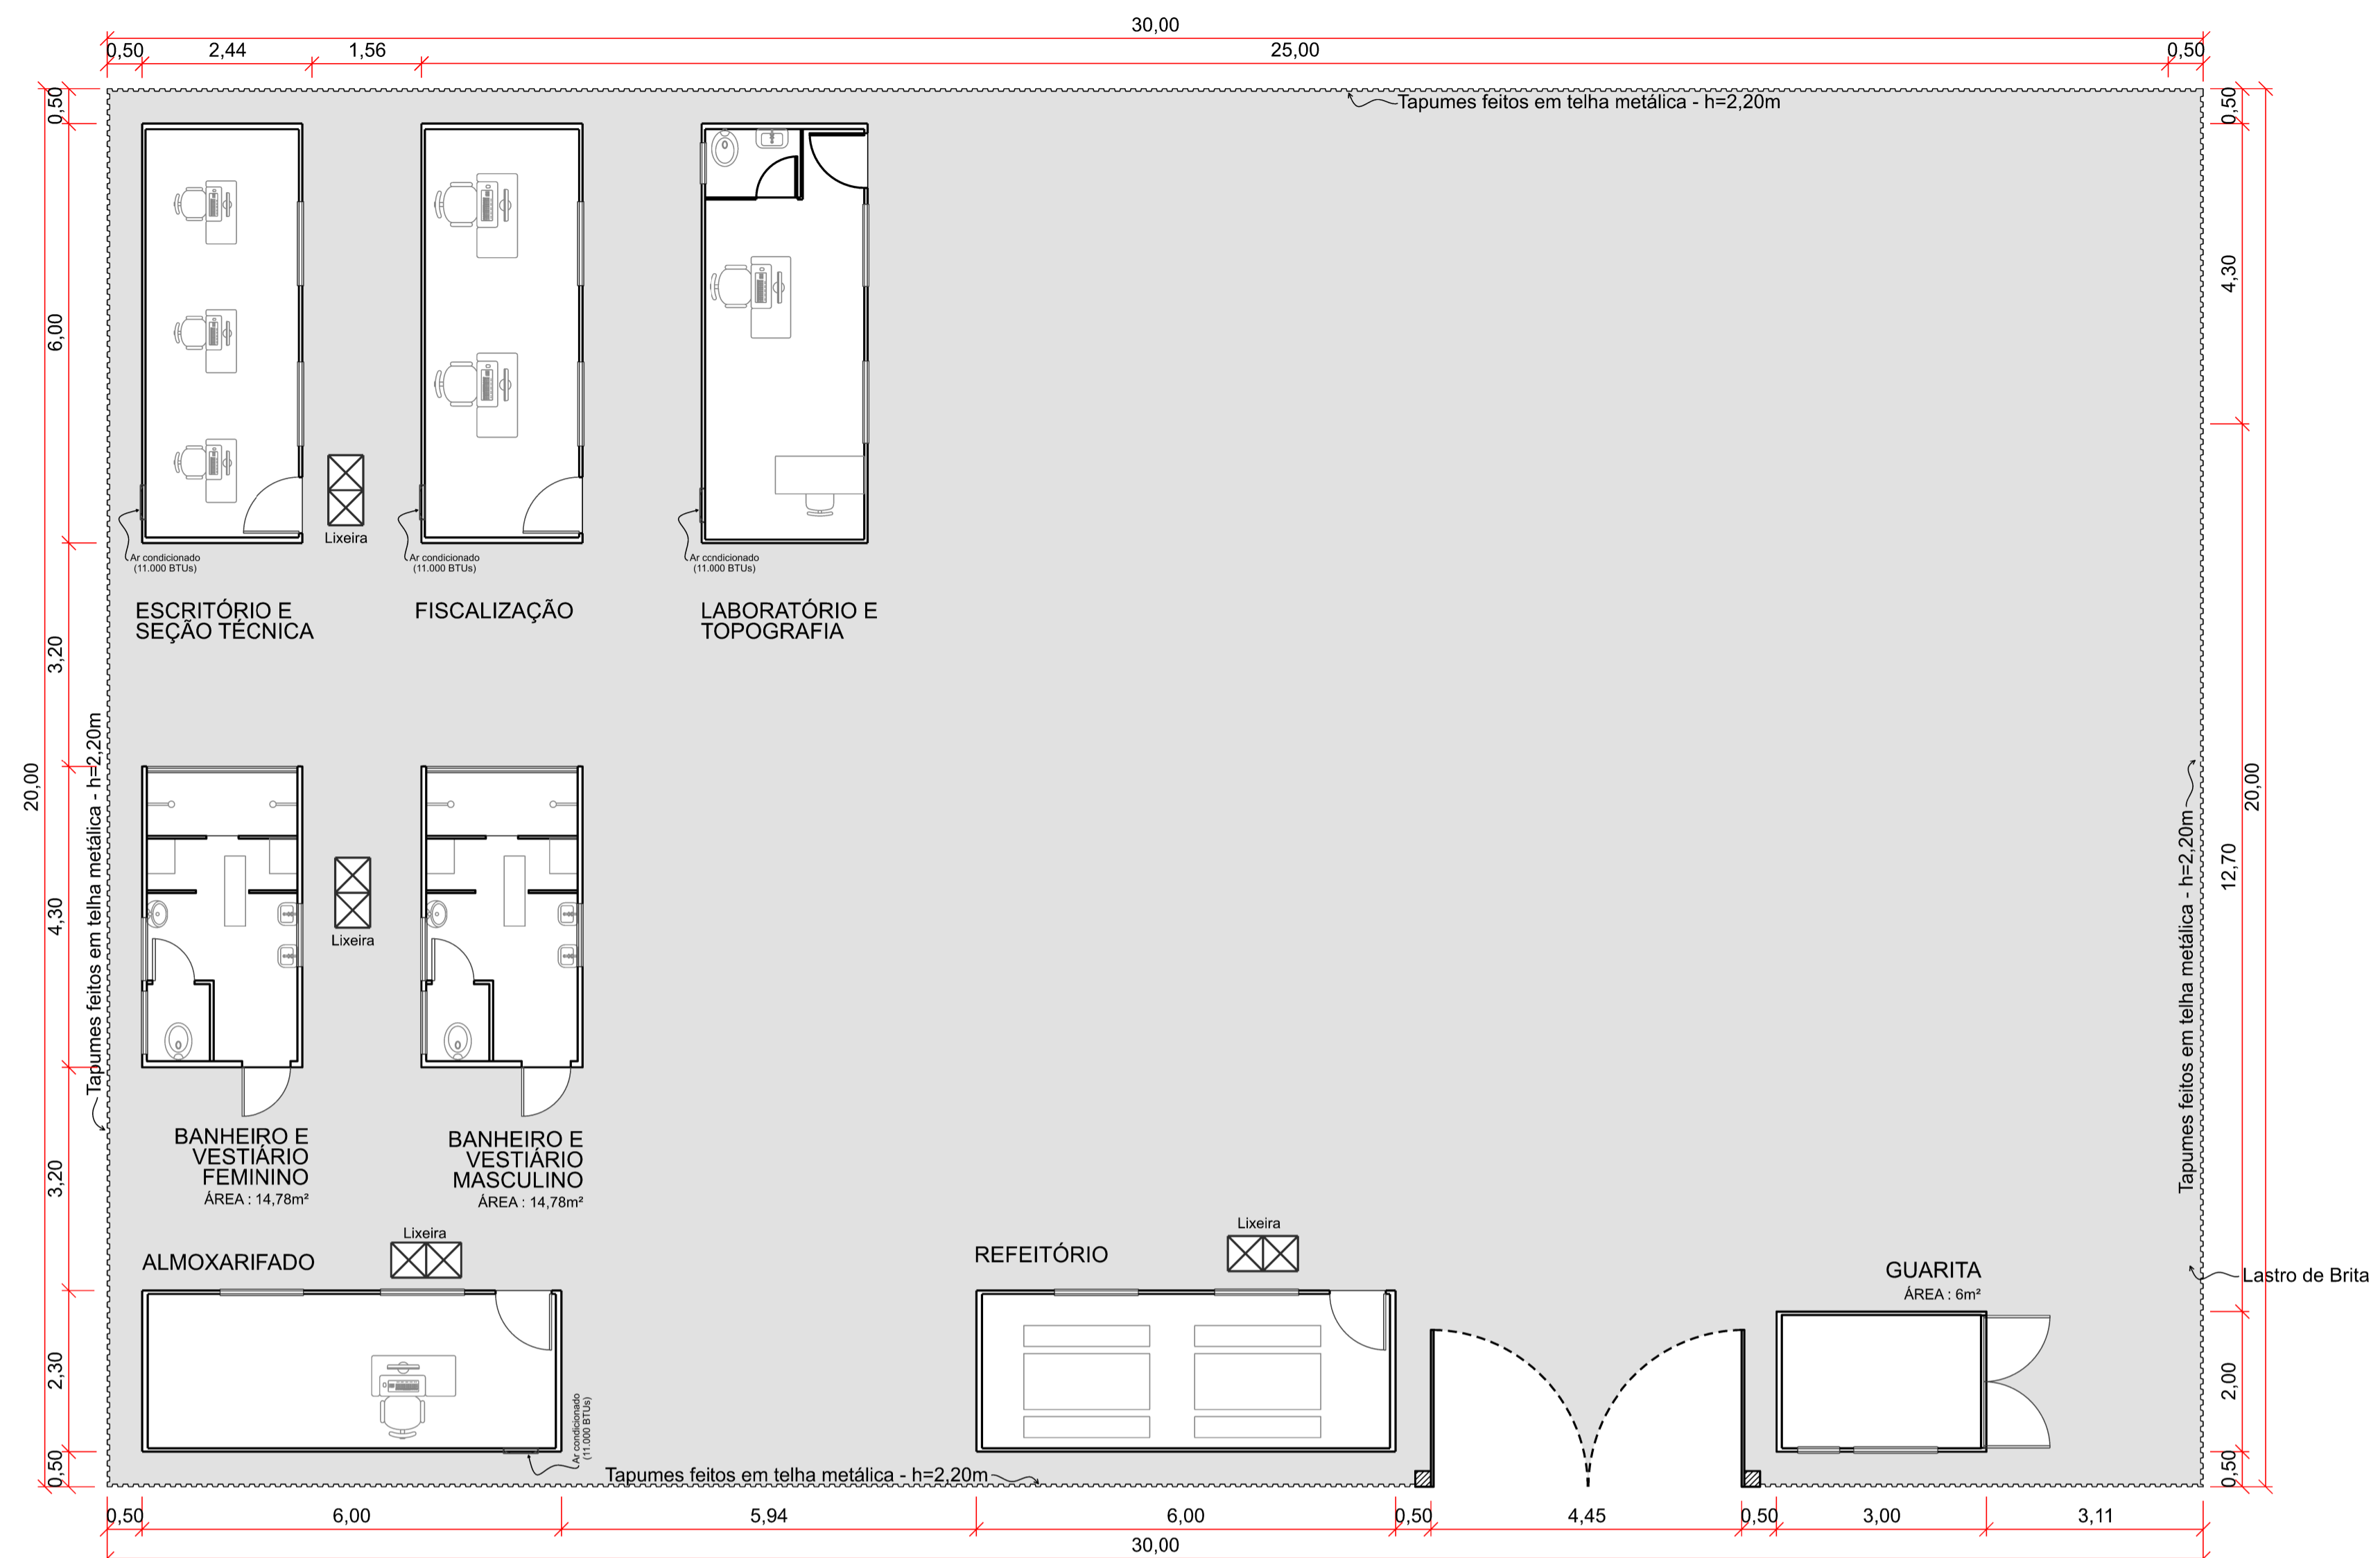 30,00
0,50 2,44 1,56 25,00 0,50
Tapumes feitos em telha metálica - h=2,20m
0,50
6,00
3,20
4,30
3,20
2,30
0,50
20,00
Tapumes feitos em telha metálica - h=2,20m
0,50
4,30
12,70
2,00
0,50
20,00
Tapumes feitos em telha metálica - h=2,20m
Lixeira
Ar condicionado
(11.000 BTUs)
Ar condicionado
(11.000 BTUs)
Ar condicionado
(11.000 BTUs)
ESCRITÓRIO E
SEÇÃO TÉCNICA
FISCALIZAÇÃO
LABORATÓRIO E
TOPOGRAFIA
Lixeira
BANHEIRO E
VESTIÁRIO
FEMININO
ÁREA : 14,78m²
BANHEIRO E
VESTIÁRIO
MASCULINO
ÁREA : 14,78m²
Lixeira
ALMOXARIFADO
Ar condicionado
(11.000 BTUs)
Lixeira
REFEITÓRIO
GUARITA
ÁREA : 6m²
Lastro de Brita
Tapumes feitos em telha metálica - h=2,20m
0,50 6,00 5,94 6,00 0,50 4,45 0,50 3,00 3,11
30,00